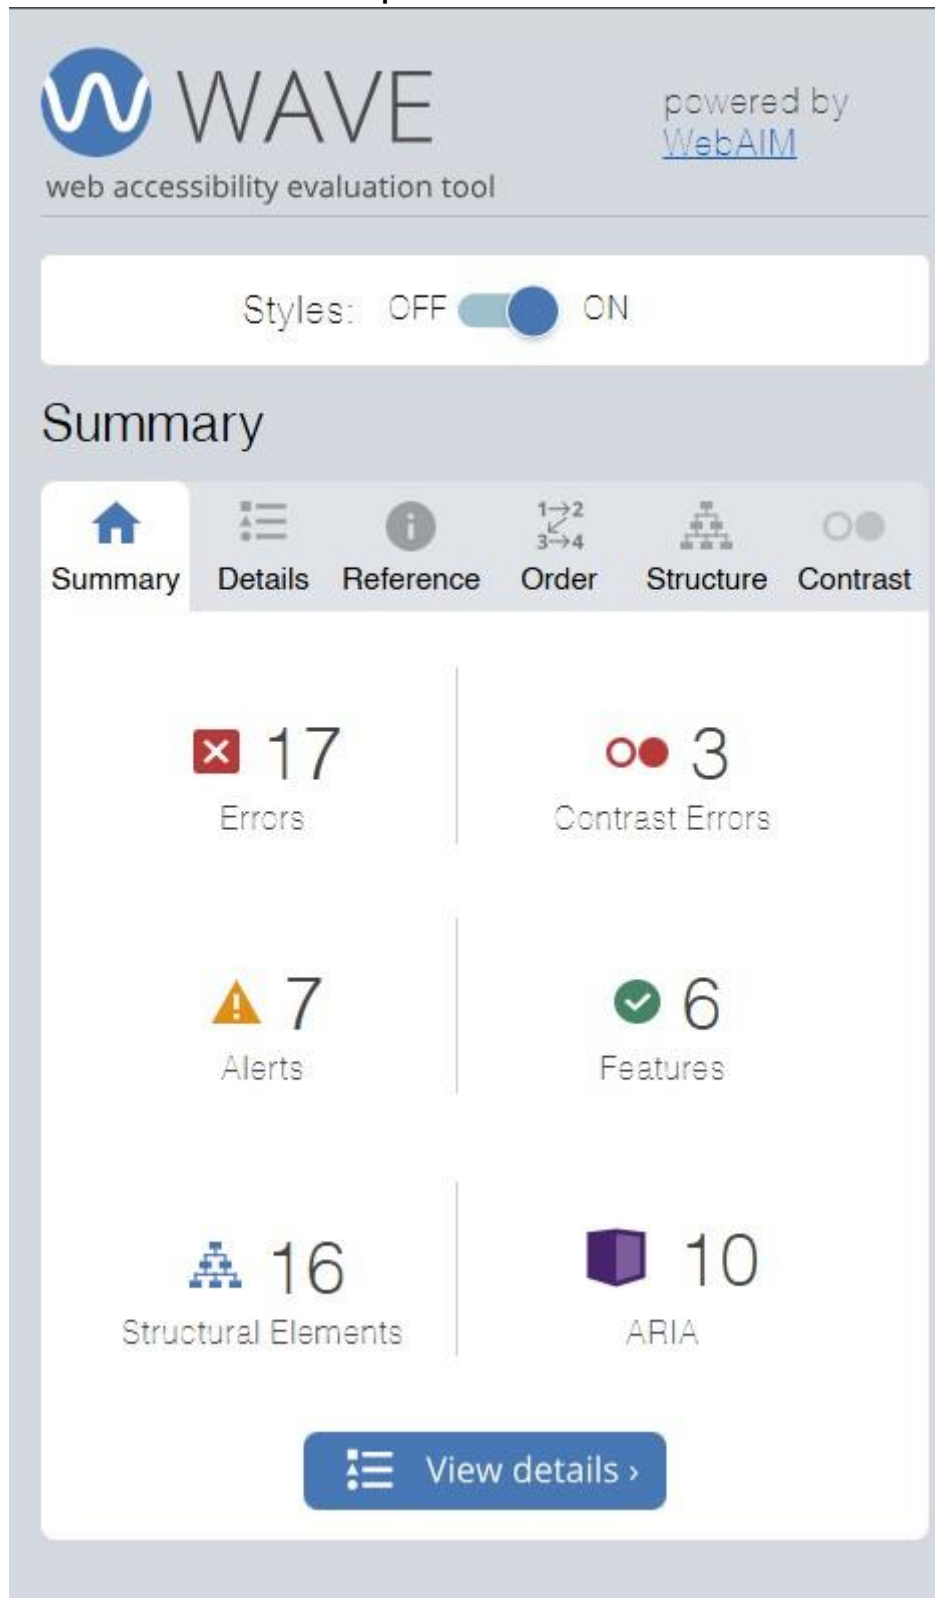 WAVE
powered by
WebAIM
web accessibility evaluation tool
Styles: OFF ON
Summary
1→2
3→4
Summary Details Reference Order Structure Contrast
17
Errors
3
Contrast Errors
7
Alerts
6
Features
16
Structural Elements
10
ARIA
View details ›